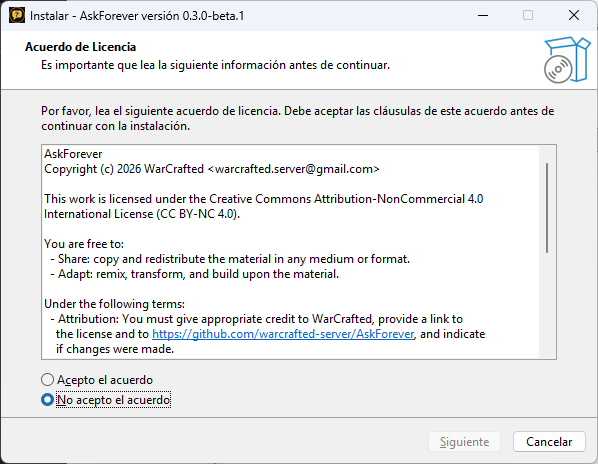 Instalar - AskForever versión 0.3.0-beta.1
Acuerdo de Licencia
Es importante que lea la siguiente información antes de continuar.
Por favor, lea el siguiente acuerdo de licencia. Debe aceptar las cláusulas de este acuerdo antes de
continuar con la instalación.
AskForever
Copyright (c) 2026 WarCrafted <warcrafted.server@gmail.com>
This work is licensed under the Creative Commons Attribution-NonCommercial 4.0
International License (CC BY-NC 4.0).
You are free to:
- Share: copy and redistribute the material in any medium or format.
- Adapt: remix, transform, and build upon the material.
Under the following terms:
- Attribution: You must give appropriate credit to WarCrafted, provide a link to
the license and to https://github.com/warcrafted-server/AskForever, and indicate
if changes were made.
Acepto el acuerdo
No acepto el acuerdo
Siguiente
Cancelar